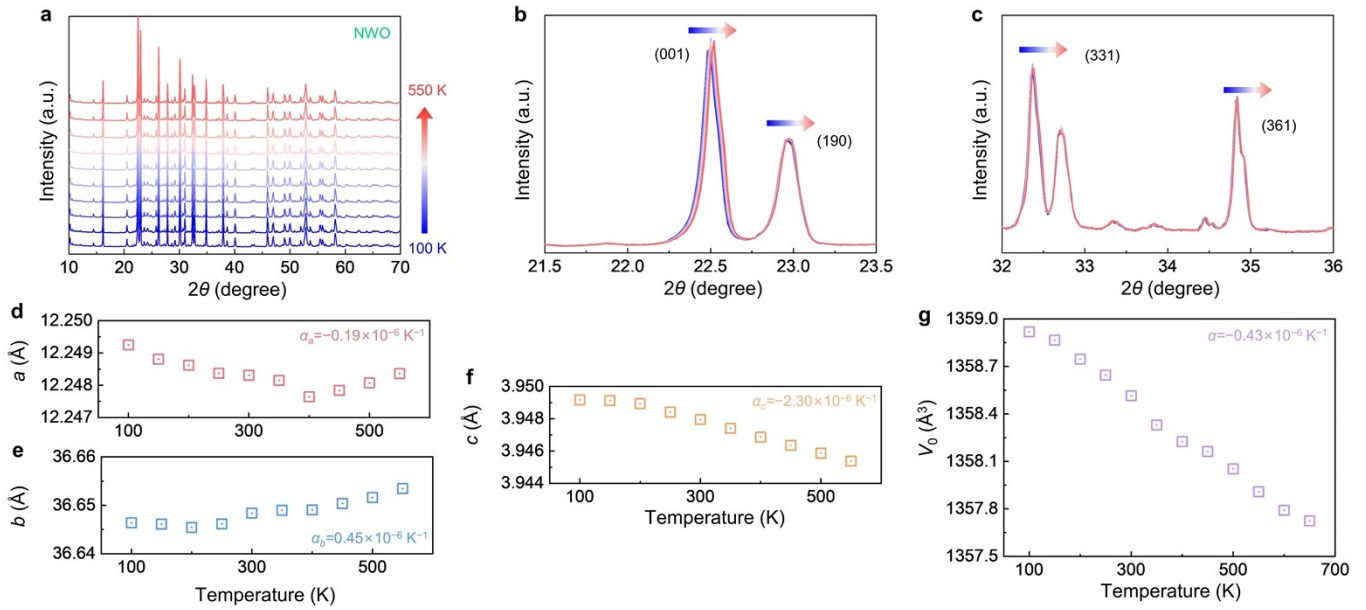 a
NWO
Intensity (a.u.)
550 K
100 K
10 20 30 40 50 60 70
2θ (degree)
b
(001)
(190)
Intensity (a.u.)
21.5 22.0 22.5 23.0 23.5
2θ (degree)
c
(331)
(361)
Intensity (a.u.)
32 33 34 35 36
2θ (degree)
d
12.250
12.249
12.248
12.247
a (Å)
αa=−0.19×10⁻⁶ K⁻¹
100 300 500
e
36.66
36.65
36.64
b (Å)
αb=0.45×10⁻⁶ K⁻¹
100 300 500
Temperature (K)
f
3.950
3.948
3.946
3.944
c (Å)
αc=−2.30×10⁻⁶ K⁻¹
100 300 500
Temperature (K)
g
1359.0
1358.7
1358.4
1358.1
1357.8
1357.5
V₀ (Å³)
α=−0.43×10⁻⁶ K⁻¹
100 300 500 700
Temperature (K)